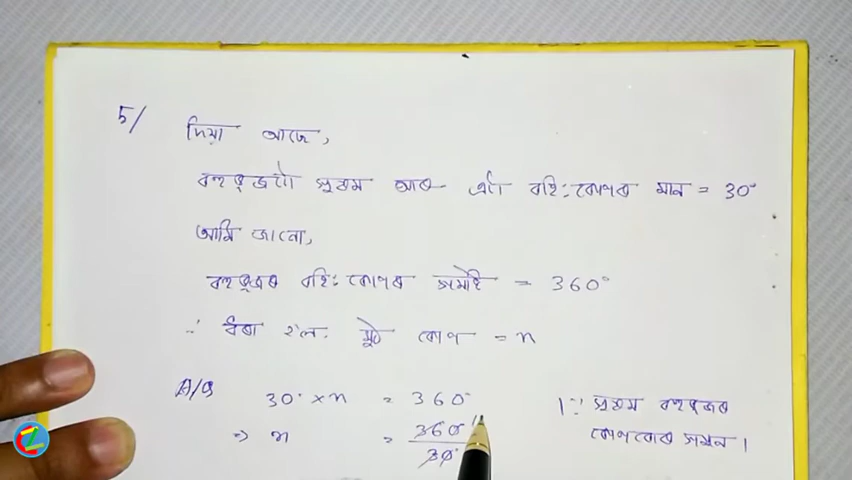 5/
দিয়া আছে,
বহুভুজটো সুষম আৰু এটা বহিঃকোণৰ মান = 30°
আমি জানো,
বহুভুজৰ বহিঃকোণৰ সমষ্টি = 360°
∴ ধৰা হ'ল, মুঠ কোণ = n
A/Q 30° × n = 360° | ∵ সুষম বহুভুজৰ
কোণবোৰ সমান |
⇒ n = 360° / 30°